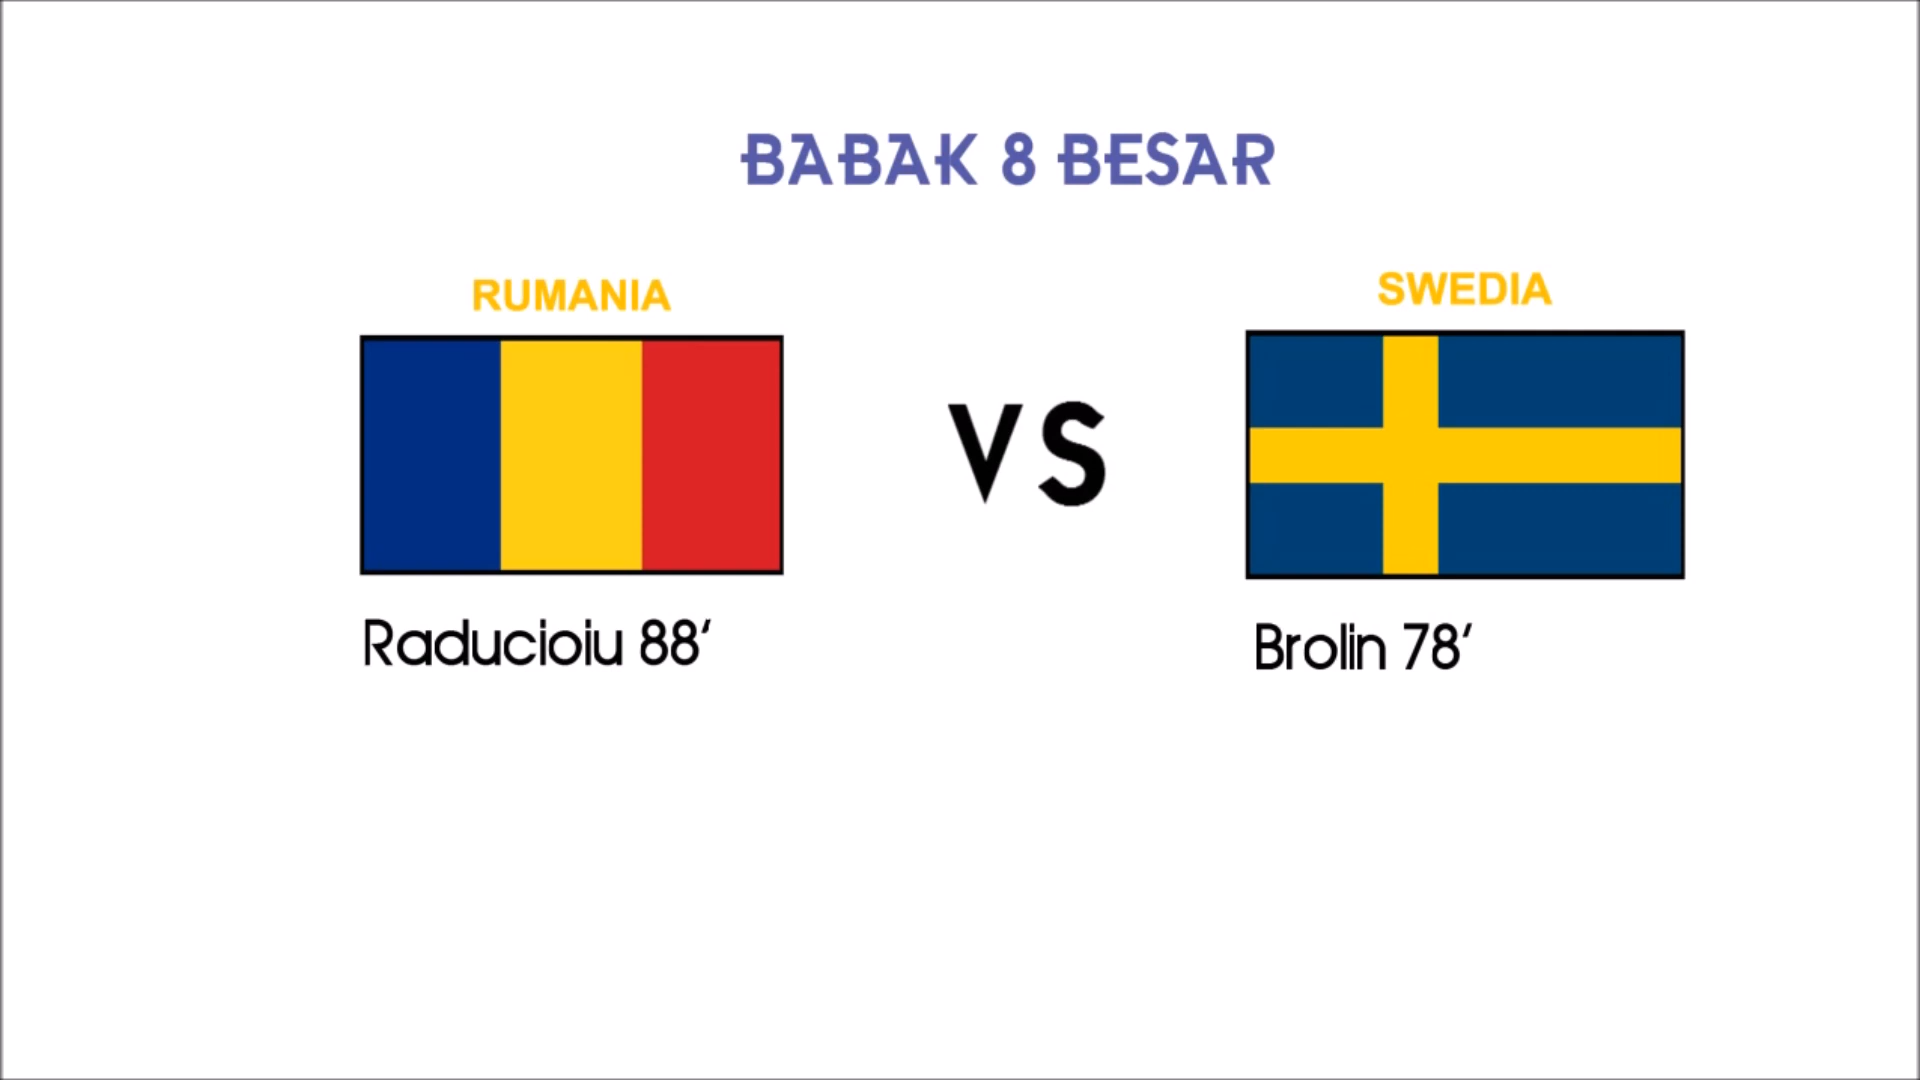 BABAK 8 BESAR
RUMANIA
SWEDIA
VS
Raducioiu 88'
Brolin 78'